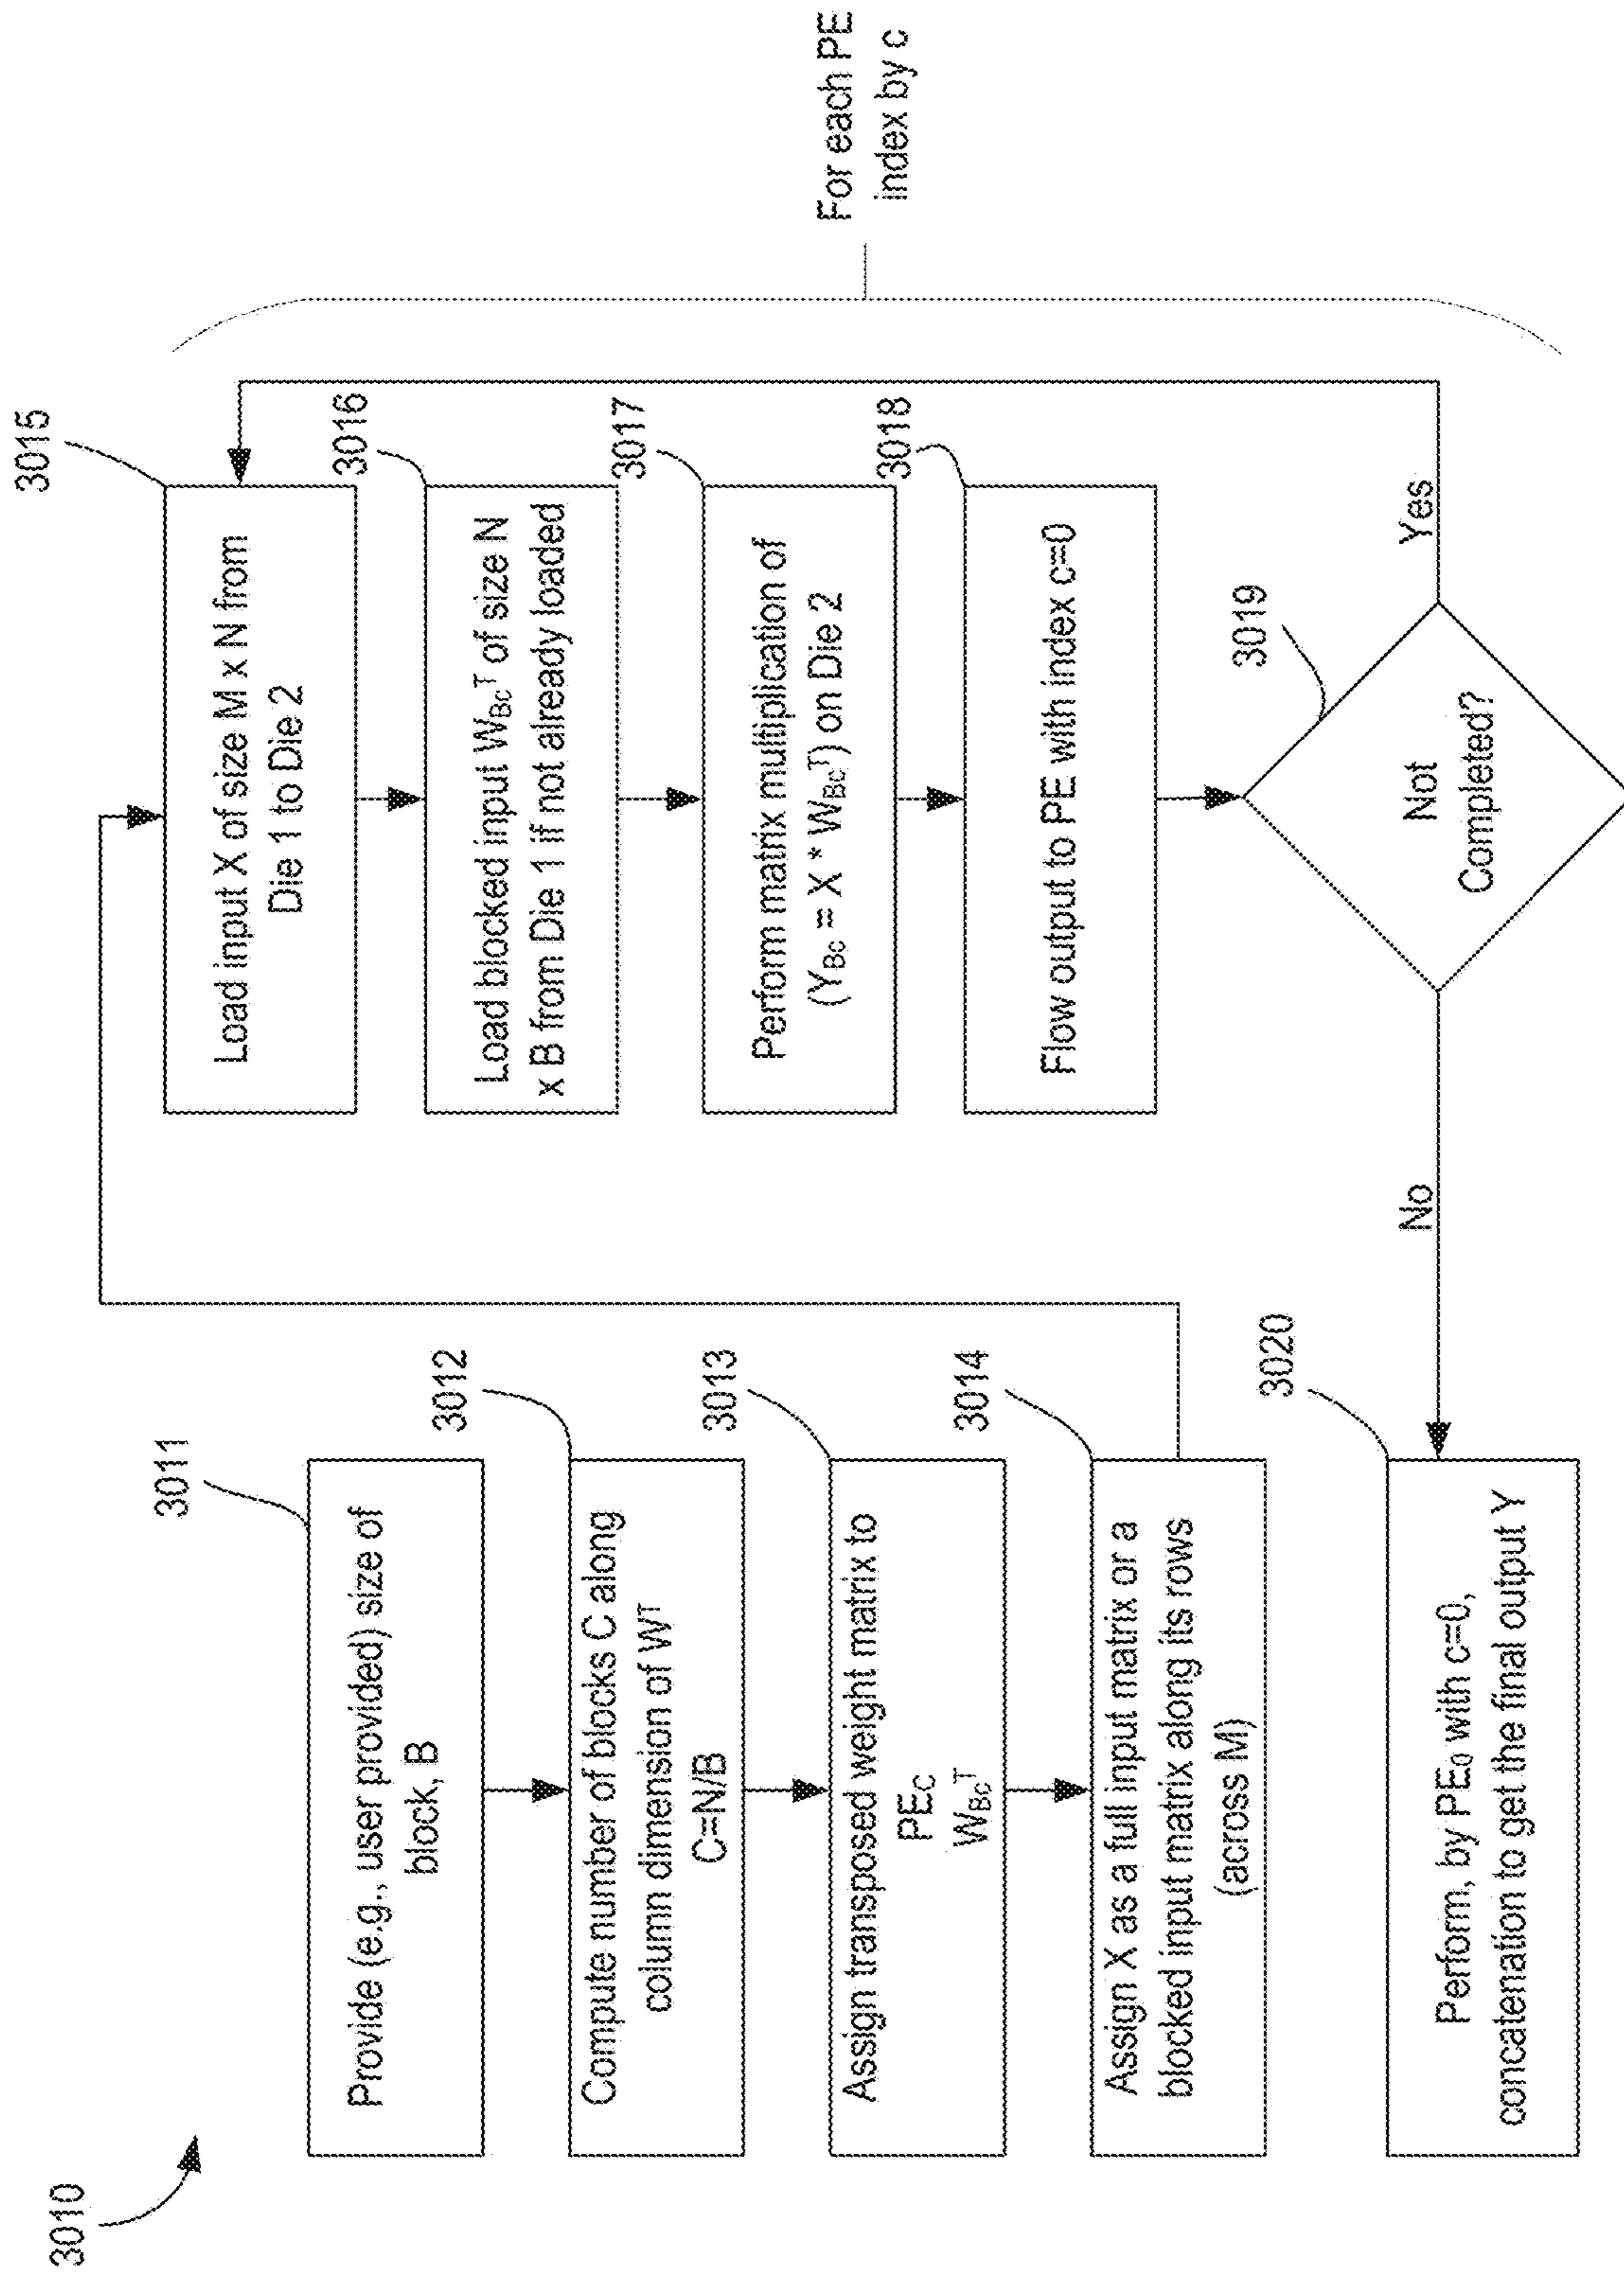 3010
3011
Provide (e.g., user provided) size of
block, B
3012
Compute number of blocks C along
column dimension of Wᵀ
C=N/B
3013
Assign transposed weight matrix to
PE_C
W_Bcᵀ
3014
Assign X as a full input matrix or a
blocked input matrix along its rows
(across M)
3015
Load input X of size M x N from
Die 1 to Die 2
3016
Load blocked input W_Bcᵀ of size N
x B from Die 1 if not already loaded
3017
Perform matrix multiplication of
(Y_Bc = X * W_Bcᵀ) on Die 2
3018
Flow output to PE with index c=0
3019
Not
Completed?
Yes
No
3020
Perform, by PE₀ with c=0,
concatenation to get the final output Y
For each PE
index by c